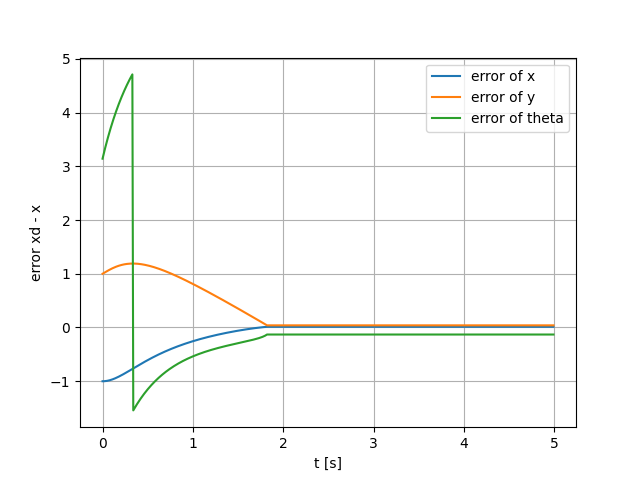 error of x
error of y
error of theta
5
4
3
2
1
0
−1
error xd - x
0 1 2 3 4 5
t [s]